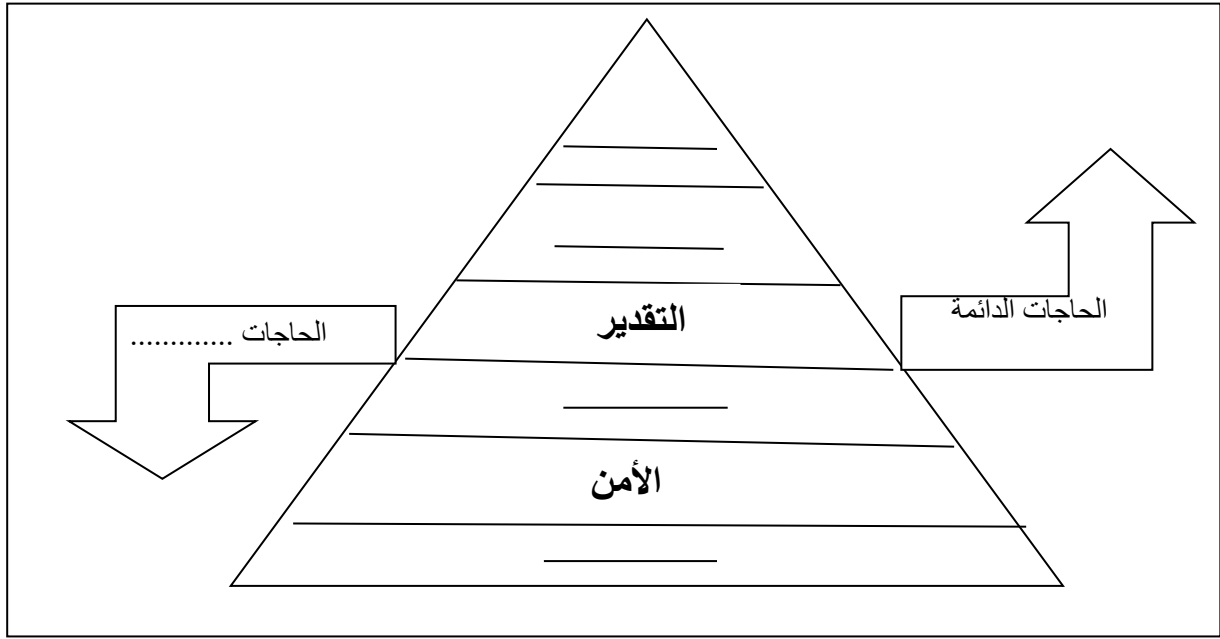 الحاجات الدائمة
التقدير
الحاجات .............
الأمن